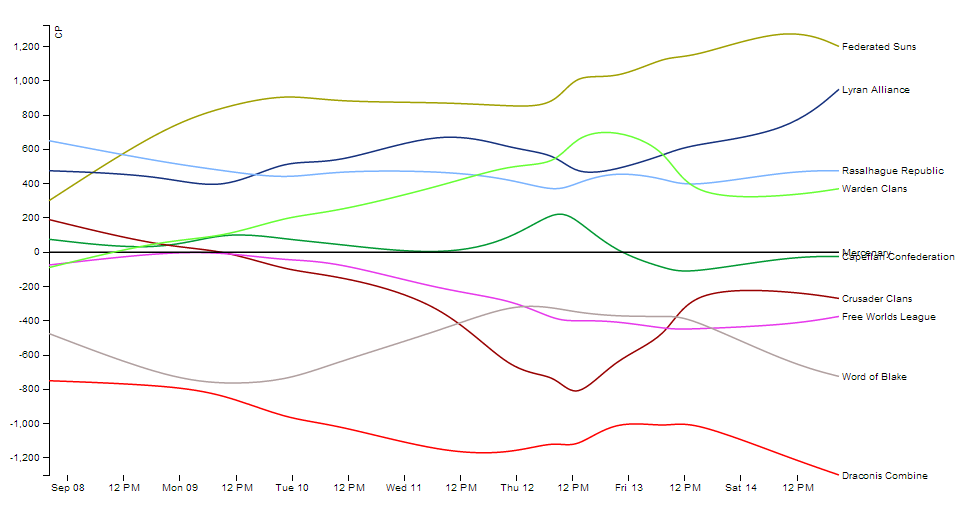 CP
1,200
1,000
800
600
400
200
0
-200
-400
-600
-800
-1,000
-1,200
Federated Suns
Lyran Alliance
Rasalhague Republic
Warden Clans
Mercenary
Capellan Confederation
Crusader Clans
Free Worlds League
Word of Blake
Draconis Combine
Sep 08 12 PM Mon 09 12 PM Tue 10 12 PM Wed 11 12 PM Thu 12 12 PM Fri 13 12 PM Sat 14 12 PM